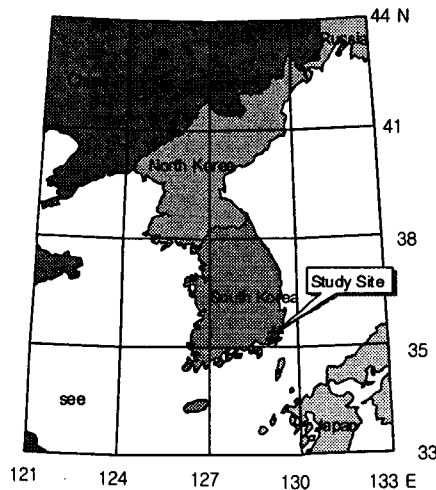 44 N
Russia
41
North Korea
38
Study Site
South Korea
35
see
Japan
33
121
124
127
130
133 E